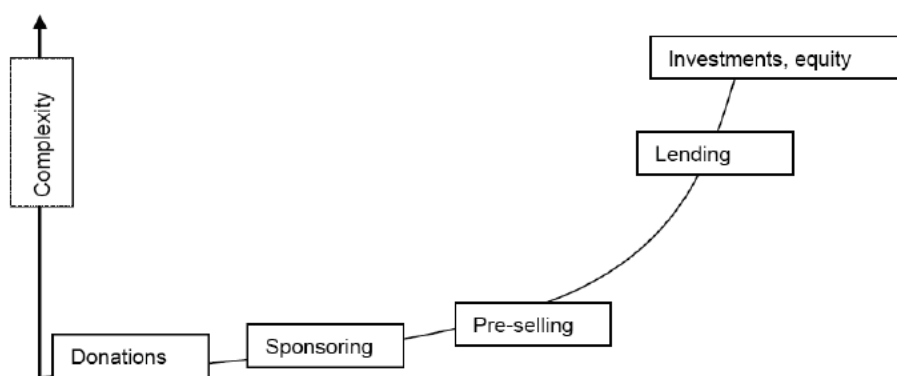 Investments, equity
Complexity
Lending
Pre-selling
Sponsoring
Donations